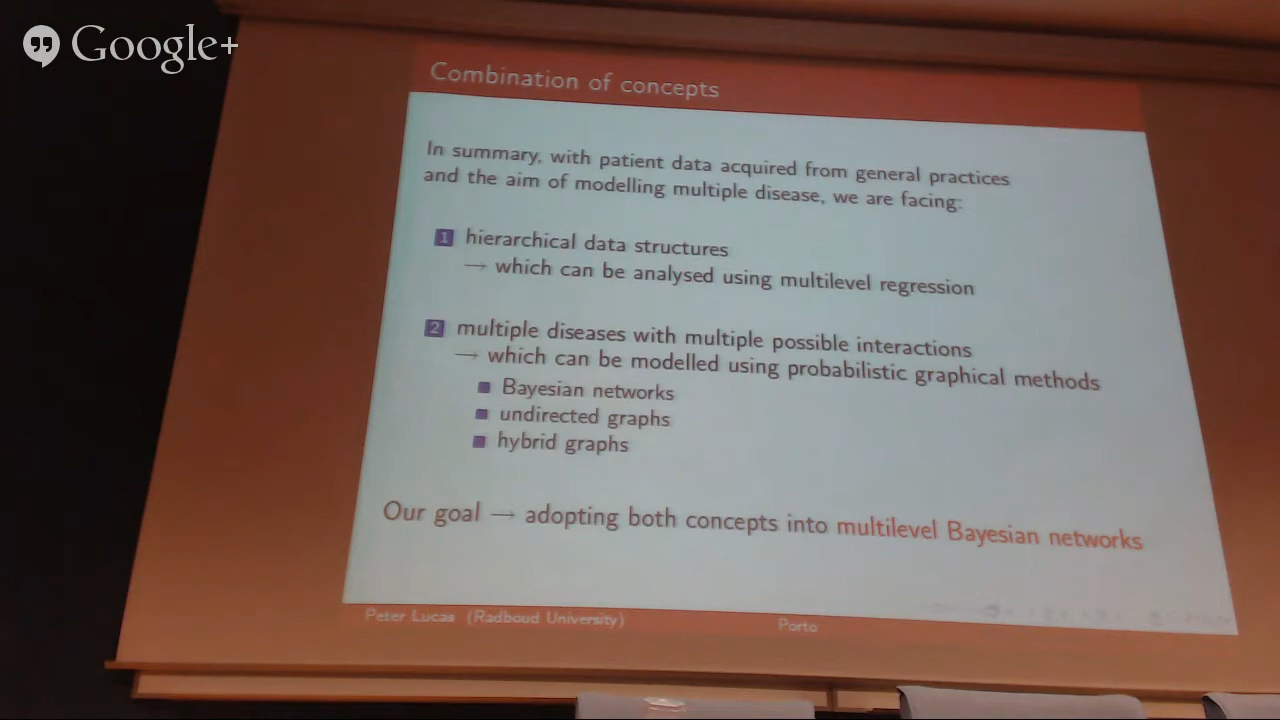 Google+
Combination of concepts
In summary, with patient data acquired from general practices
and the aim of modelling multiple disease, we are facing:
1 hierarchical data structures
→ which can be analysed using multilevel regression
2 multiple diseases with multiple possible interactions
→ which can be modelled using probabilistic graphical methods
Bayesian networks
undirected graphs
hybrid graphs
Our goal → adopting both concepts into multilevel Bayesian networks
Peter Lucas (Radboud University)
Porto